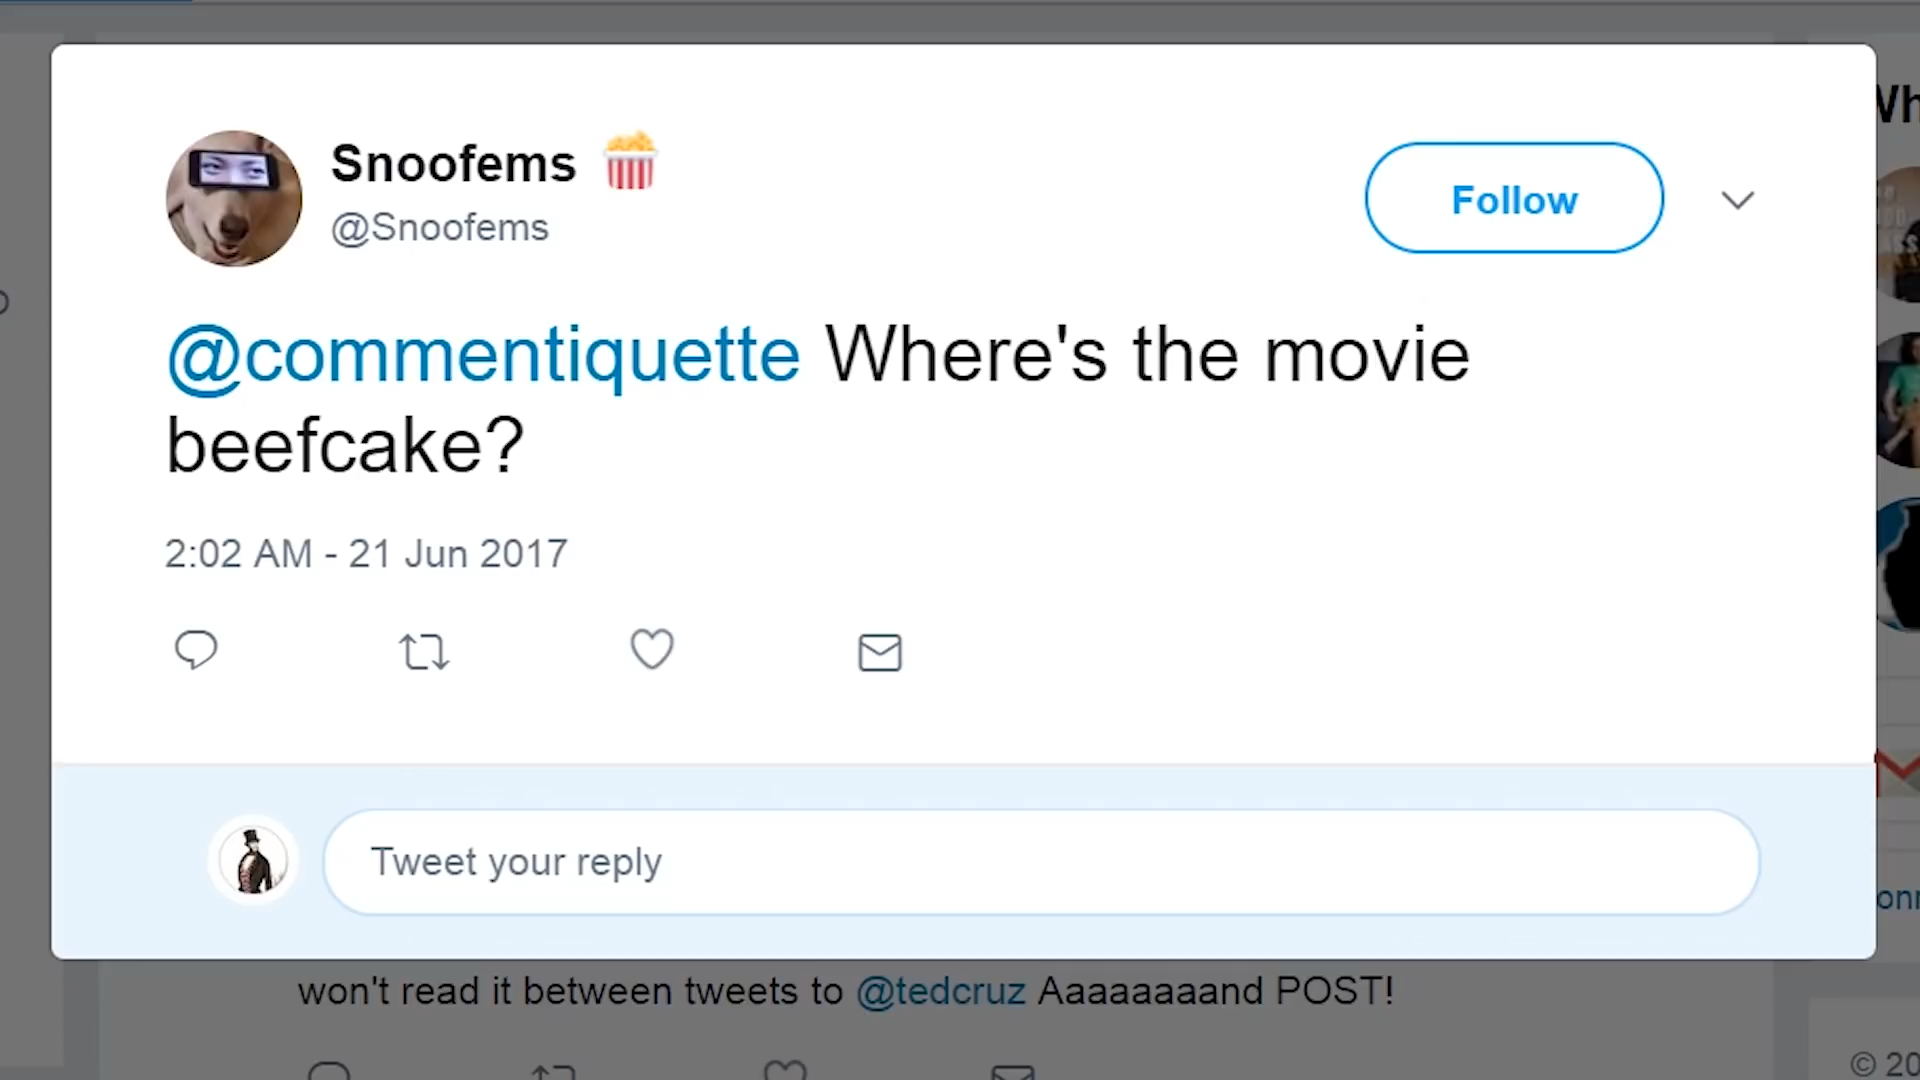 Snoofems
@Snoofems
Follow
@commentiquette Where's the movie
beefcake?
2:02 AM - 21 Jun 2017
Tweet your reply
won't read it between tweets to @tedcruz Aaaaaaaand POST!
© 20